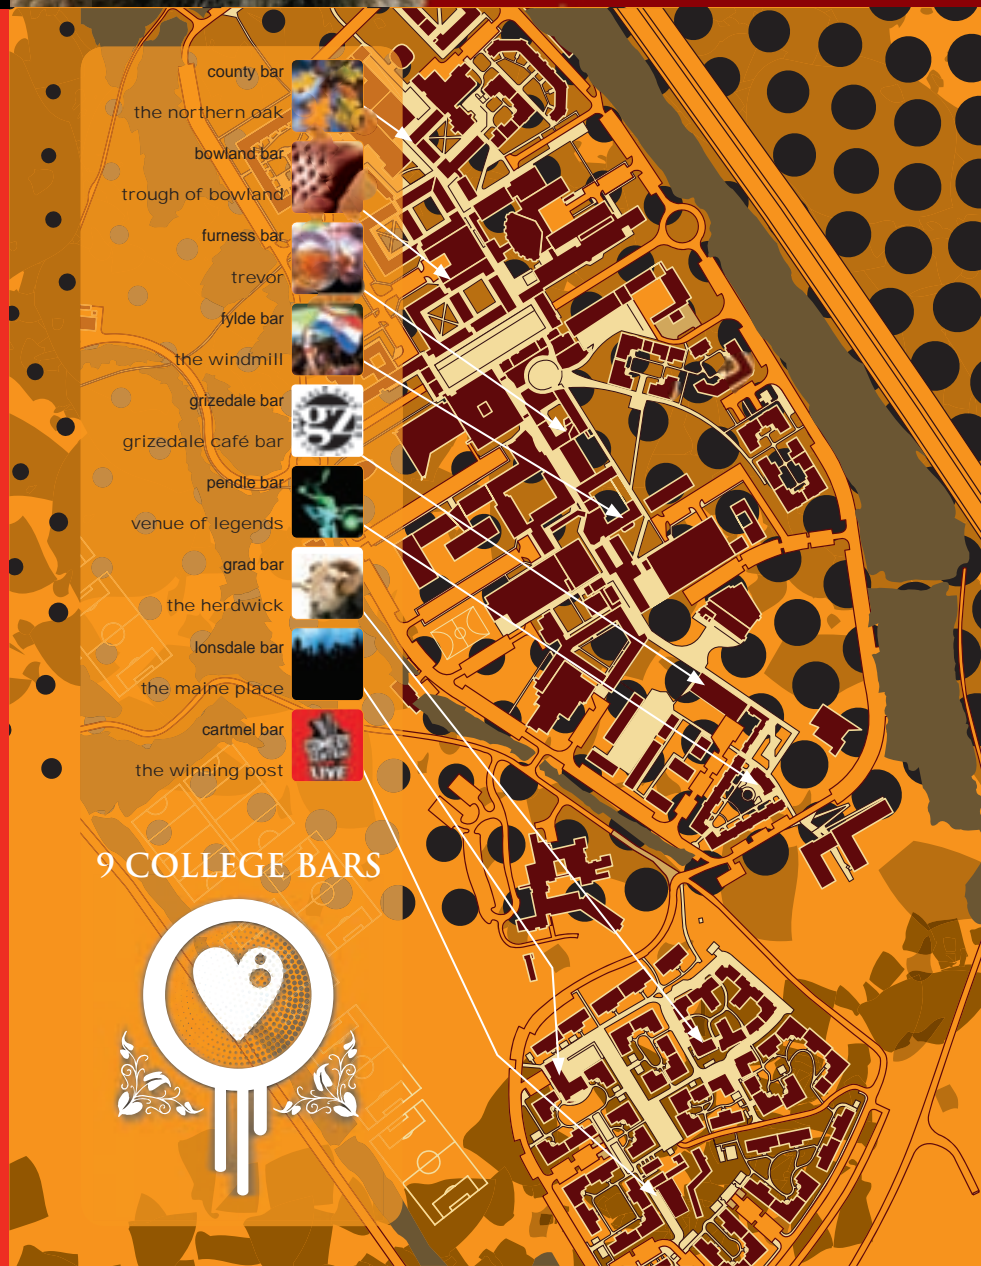 county bar
the northern oak
bowland bar
trough of bowland
furness bar
trevor
fylde bar
the windmill
grizedale bar
gz
grizedale café bar
pendle bar
venue of legends
grad bar
the herdwick
lonsdale bar
the maine place
cartmel bar
LIVE
the winning post
9 COLLEGE BARS